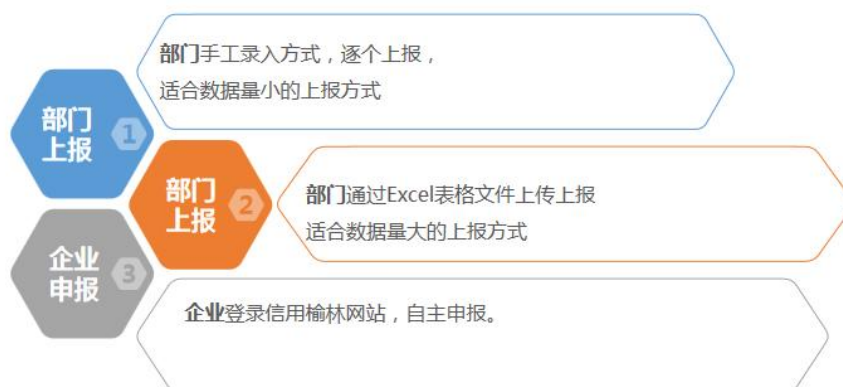 部门手工录入方式，逐个上报，
适合数据量小的上报方式
部门
上报
1
部门
上报
2
部门通过Excel表格文件上传上报
适合数据量大的上报方式
企业
申报
3
企业登录信用榆林网站，自主申报。